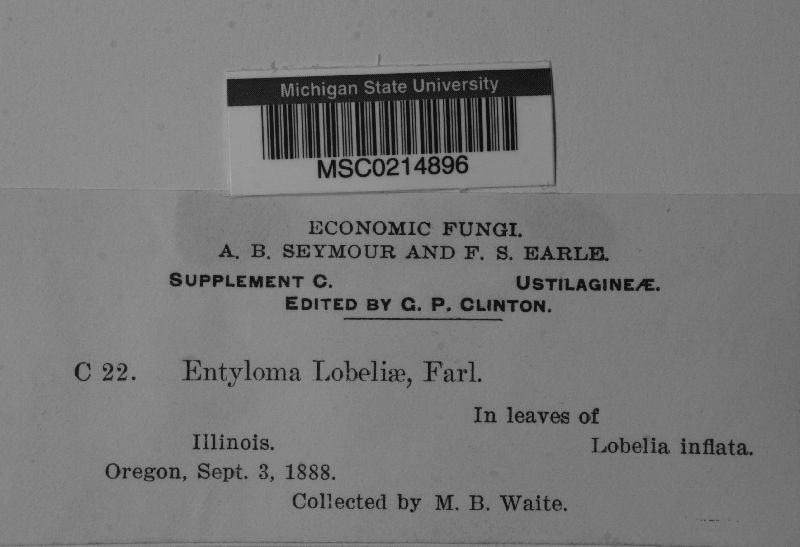 Michigan State University
MSC0214896
ECONOMIC FUNGI.
A. B. SEYMOUR AND F. S. EARLE.
SUPPLEMENT C. USTILAGINEÆ.
EDITED BY G. P. CLINTON.
C 22. Entyloma Lobeliæ, Farl.
In leaves of
Illinois. Lobelia inflata.
Oregon, Sept. 3, 1888.
Collected by M. B. Waite.